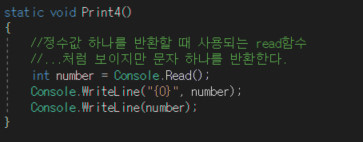 static void Print4()
{
//정수값 하나를 반환할 때 사용되는 read함수
//...처럼 보이지만 문자 하나를 반환한다.
int number = Console.Read();
Console.WriteLine("{0}", number);
Console.WriteLine(number);
}